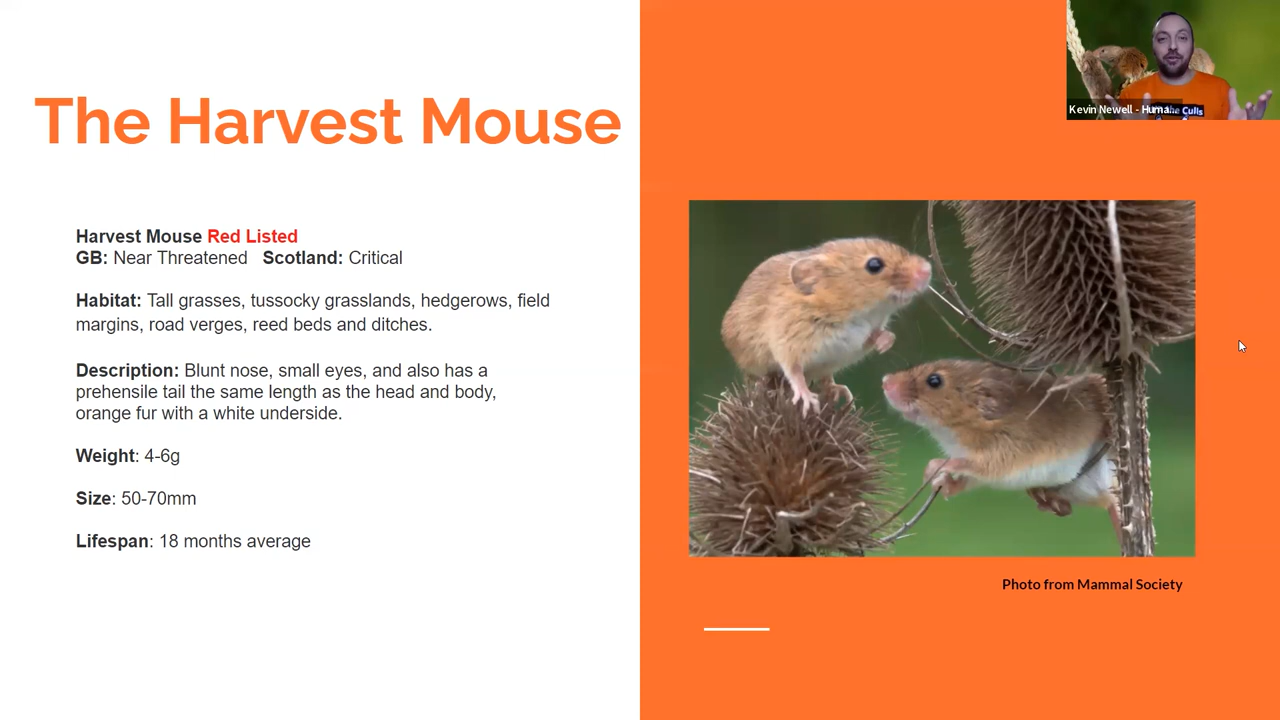 The Harvest Mouse
Harvest Mouse Red Listed
GB: Near Threatened Scotland: Critical
Habitat: Tall grasses, tussocky grasslands, hedgerows, field
margins, road verges, reed beds and ditches.
Description: Blunt nose, small eyes, and also has a
prehensile tail the same length as the head and body,
orange fur with a white underside.
Weight: 4-6g
Size: 50-70mm
Lifespan: 18 months average
Kevin Newell - Huma...
the Culls
Photo from Mammal Society